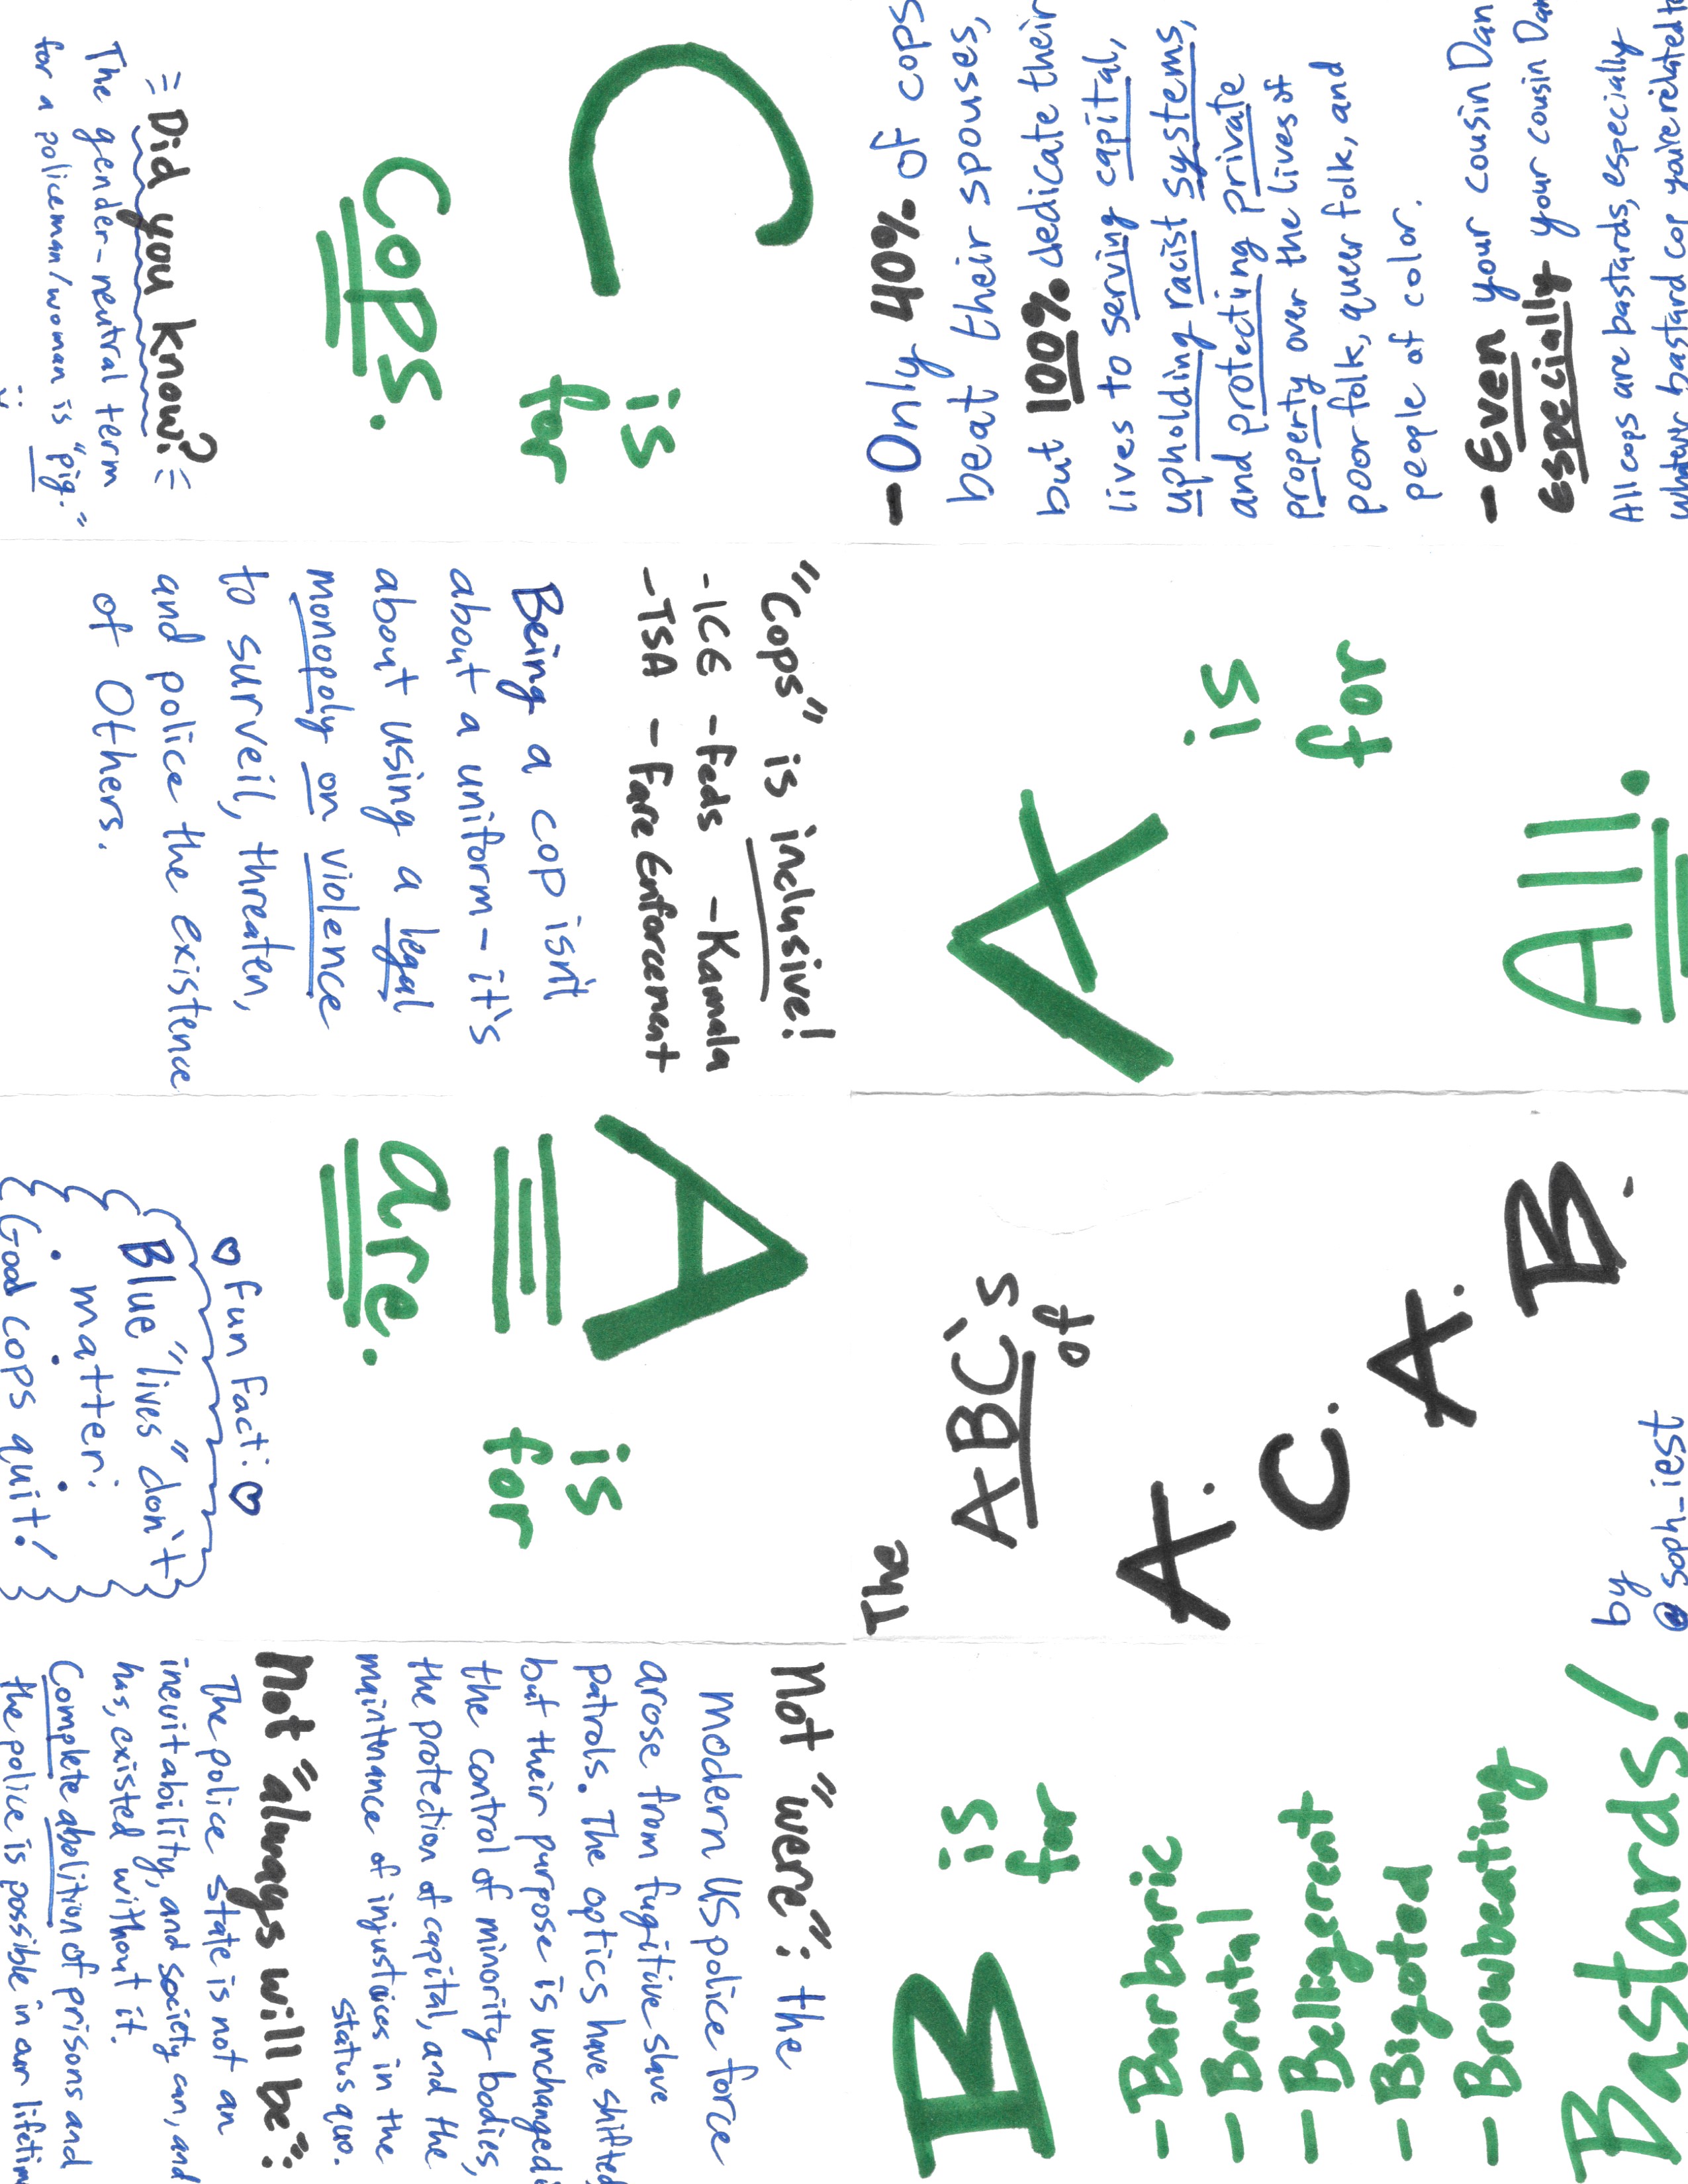 The
ABC's
of
A.
C.
A.
B.
by
@soph_iest
A
is
for
All.
- Only 40% of cops
beat their spouses,
but 100% dedicate their
lives to serving capital,
upholding racist systems,
and protecting private
property over the lives of
poor folk, queer folk, and
people of color.
- Even your cousin Dan
especially your cousin Dan
All cops are bastards, especially
bastard cop you're related
C
is
for
Cops.
= Did you know? =
The gender-neutral term
for a policeman/woman is "pig."
:)
"Cops" is inclusive!
-ICE -Feds -Kamala
-TSA - Fare Enforcement
Being a cop isn't
about a uniform - it's
about using a legal
monopoly on violence
to surveil, threaten,
and police the existence
of Others.
A
is
for
are.
♡ fun fact: ♡
Blue "lives" don't
matter.
Good cops quit!
Not "were": the
modern US police force
arose from fugitive slave
patrols. The optics have shifted
but their purpose is unchanged:
the control of minority bodies,
the protection of capital, and the
maintnance of injustices in the
status quo.
Not "always will be":
The police state is not an
inevitability, and society can, and
has, existed without it.
Complete abolition of prisons and
the police is possible in our lifetim
B
is
for
- Barbaric
- Brutal
- Belligereat
- Bigoted
- Browbeating
Bastards!